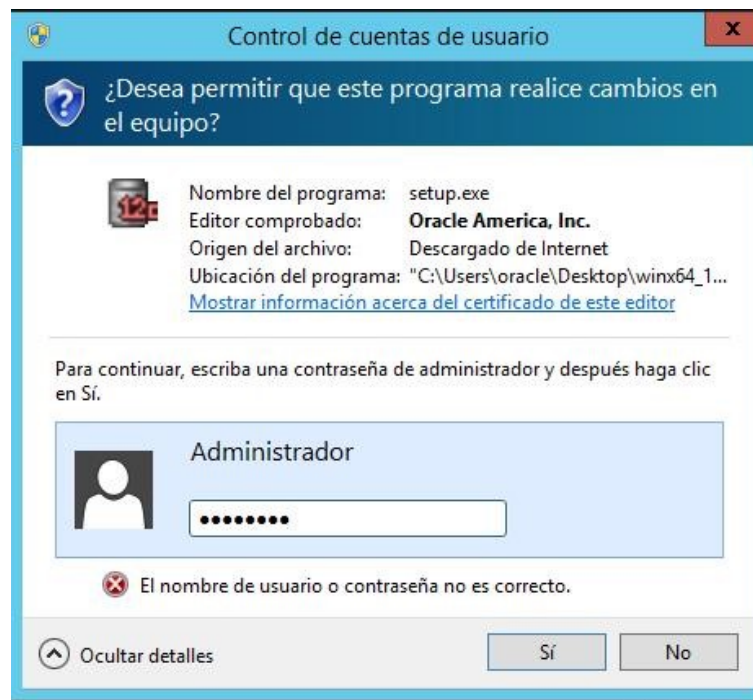 Control de cuentas de usuario
x
¿Desea permitir que este programa realice cambios en
el equipo?
12c
Nombre del programa: setup.exe
Editor comprobado: Oracle America, Inc.
Origen del archivo: Descargado de Internet
Ubicación del programa: "C:\Users\oracle\Desktop\winx64_1...
Mostrar información acerca del certificado de este editor
Para continuar, escriba una contraseña de administrador y después haga clic
en Sí.
Administrador
●●●●●●●●
El nombre de usuario o contraseña no es correcto.
Ocultar detalles
Sí
No